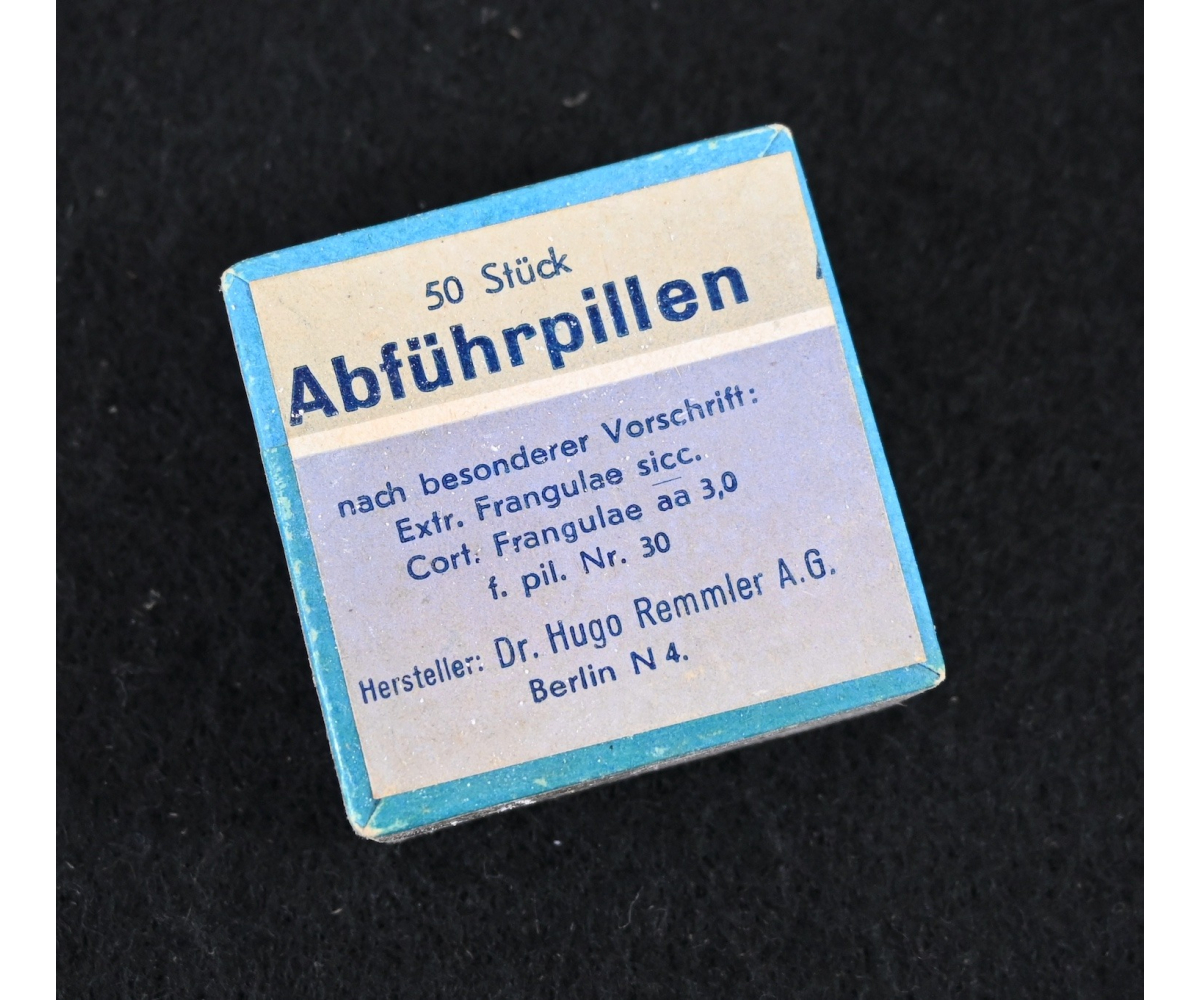 50 Stück
Abführpillen
nach besonderer Vorschrift:
Extr. Frangulae sicc.
Cort. Frangulae a̅a̅ 3,0
f. pil. Nr. 30
Hersteller: Dr. Hugo Remmler A.G.
Berlin N 4.